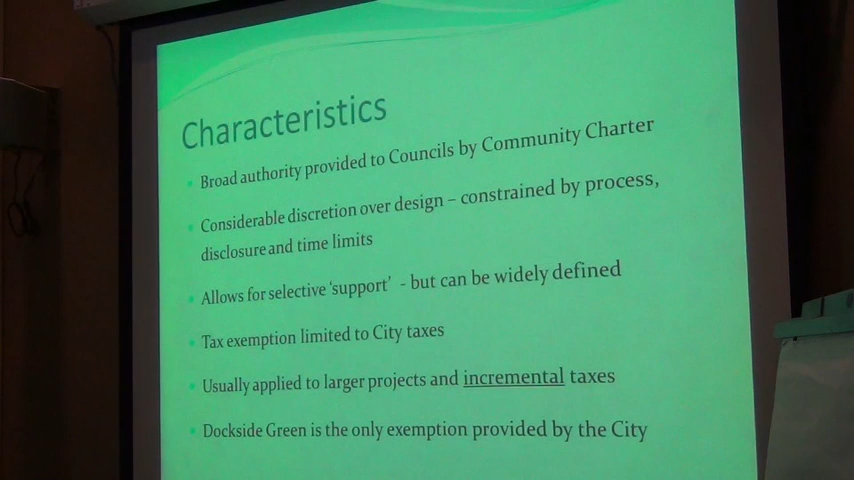 Characteristics
Broad authority provided to Councils by Community Charter
Considerable discretion over design – constrained by process,
disclosure and time limits
Allows for selective ‘support’ - but can be widely defined
Tax exemption limited to City taxes
Usually applied to larger projects and incremental taxes
Dockside Green is the only exemption provided by the City